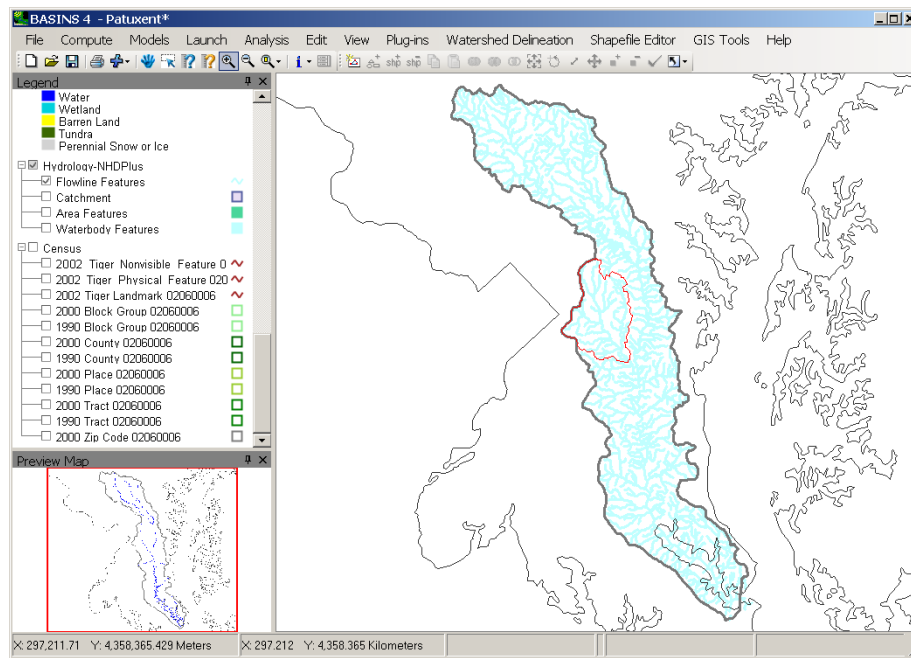 BASINS 4 - Patuxent*
File Compute Models Launch Analysis Edit View Plug-ins Watershed Delineation Shapefile Editor GIS Tools Help
shp shp
Legend
Water
Wetland
Barren Land
Tundra
Perennial Snow or Ice
Hydrology-NHDPlus
Flowline Features
Catchment
Area Features
Waterbody Features
Census
2002 Tiger Nonvisible Feature 0
2002 Tiger Physical Feature 020
2002 Tiger Landmark 02060006
2000 Block Group 02060006
1990 Block Group 02060006
2000 County 02060006
1990 County 02060006
2000 Place 02060006
1990 Place 02060006
2000 Tract 02060006
1990 Tract 02060006
2000 Zip Code 02060006
Preview Map
X: 297,211.71 Y: 4,358,365.429 Meters X: 297.212 Y: 4,358.365 Kilometers